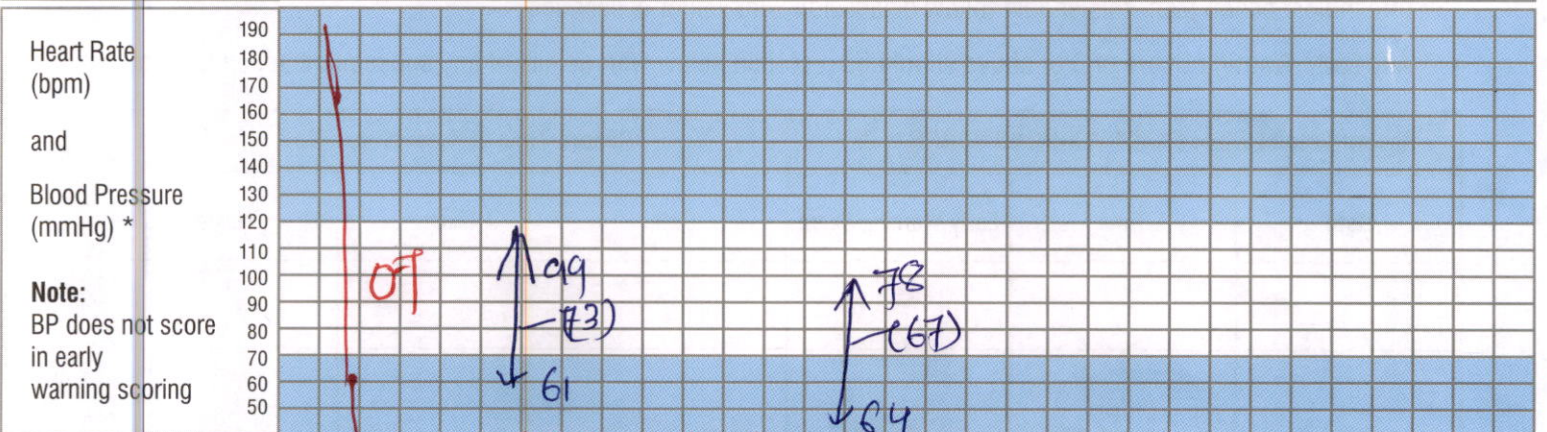 Heart Rate
(bpm)
and
Blood Pressure
(mmHg) *
Note:
BP does not score
in early
warning scoring
190
180
170
160
150
140
130
120
110
100
90
80
70
60
50
99
(73)
61
78
(67)
64